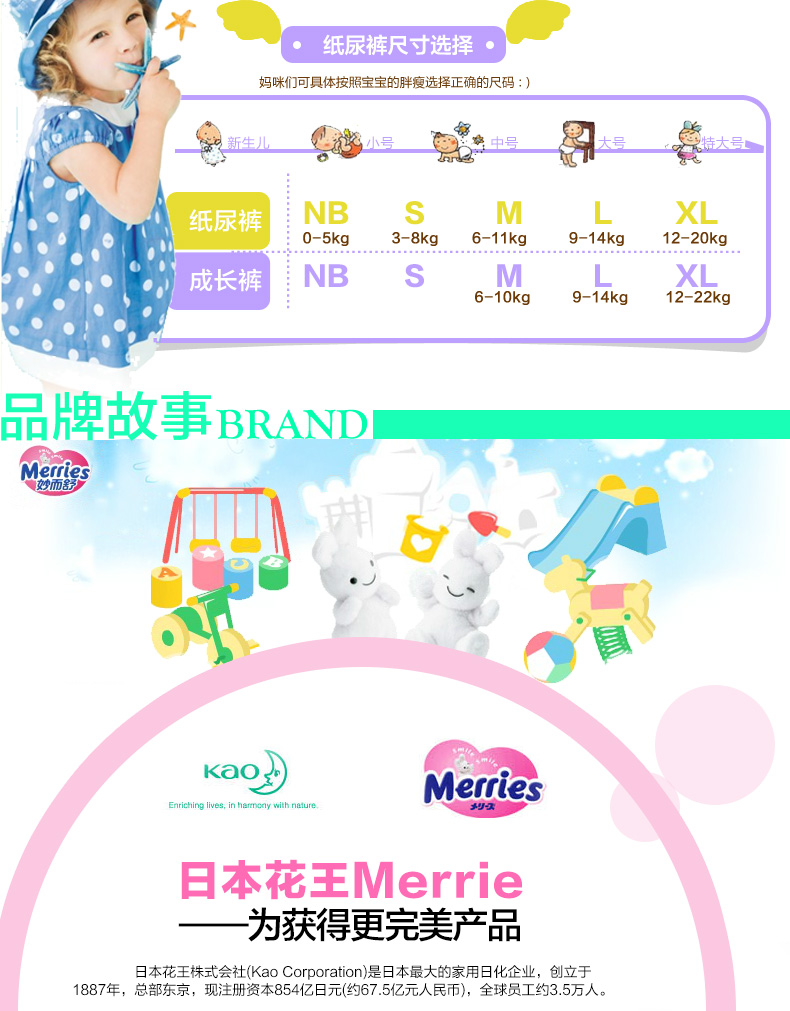 纸尿裤尺寸选择
妈咪们可具体按照宝宝的胖瘦选择正确的尺码：)
新生儿 小号 中号 大号 特大号
纸尿裤 NB S M L XL
0-5kg 3-8kg 6-11kg 9-14kg 12-20kg
成长裤 NB S M L XL
6-10kg 9-14kg 12-22kg
品牌故事BRAND
Merries
妙而舒
A B
Kao
Enriching lives, in harmony with nature.
smile smile
Merries
メリーズ
日本花王Merrie
——为获得更完美产品
日本花王株式会社(Kao Corporation)是日本最大的家用日化企业，创立于
1887年，总部东京，现注册资本854亿日元(约67.5亿元人民币)，全球员工约3.5万人。